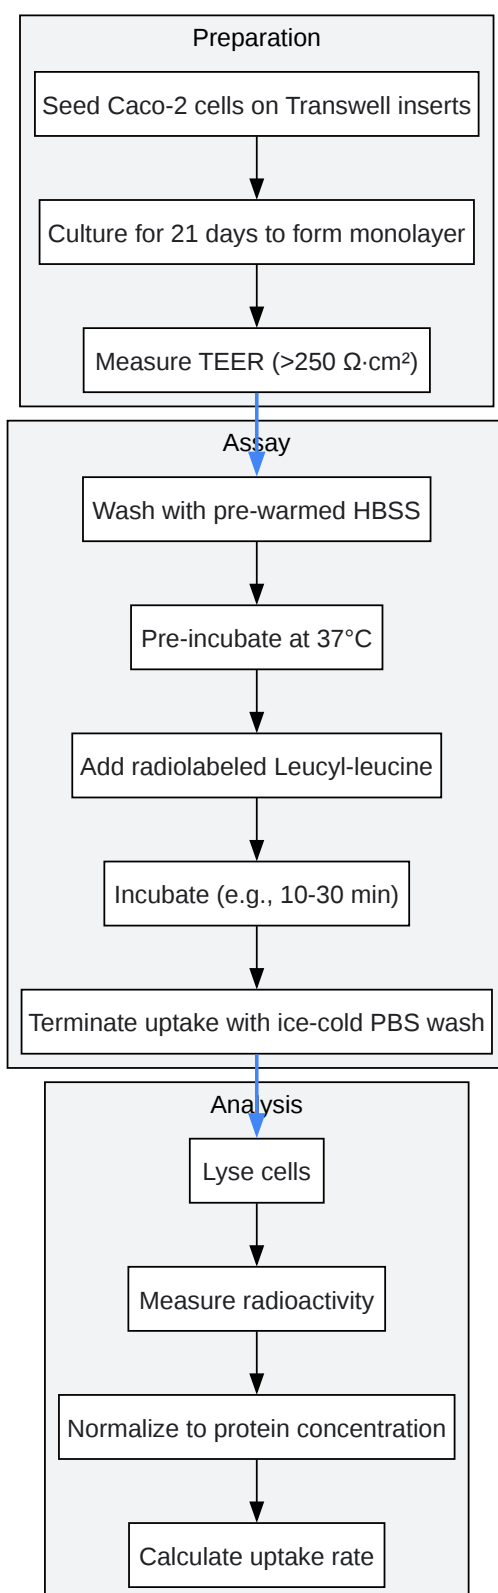 Preparation
Seed Caco-2 cells on Transwell inserts
Culture for 21 days to form monolayer
Measure TEER (>250 Ω·cm²)
Assay
Wash with pre-warmed HBSS
Pre-incubate at 37°C
Add radiolabeled Leucyl-leucine
Incubate (e.g., 10-30 min)
Terminate uptake with ice-cold PBS wash
Analysis
Lyse cells
Measure radioactivity
Normalize to protein concentration
Calculate uptake rate